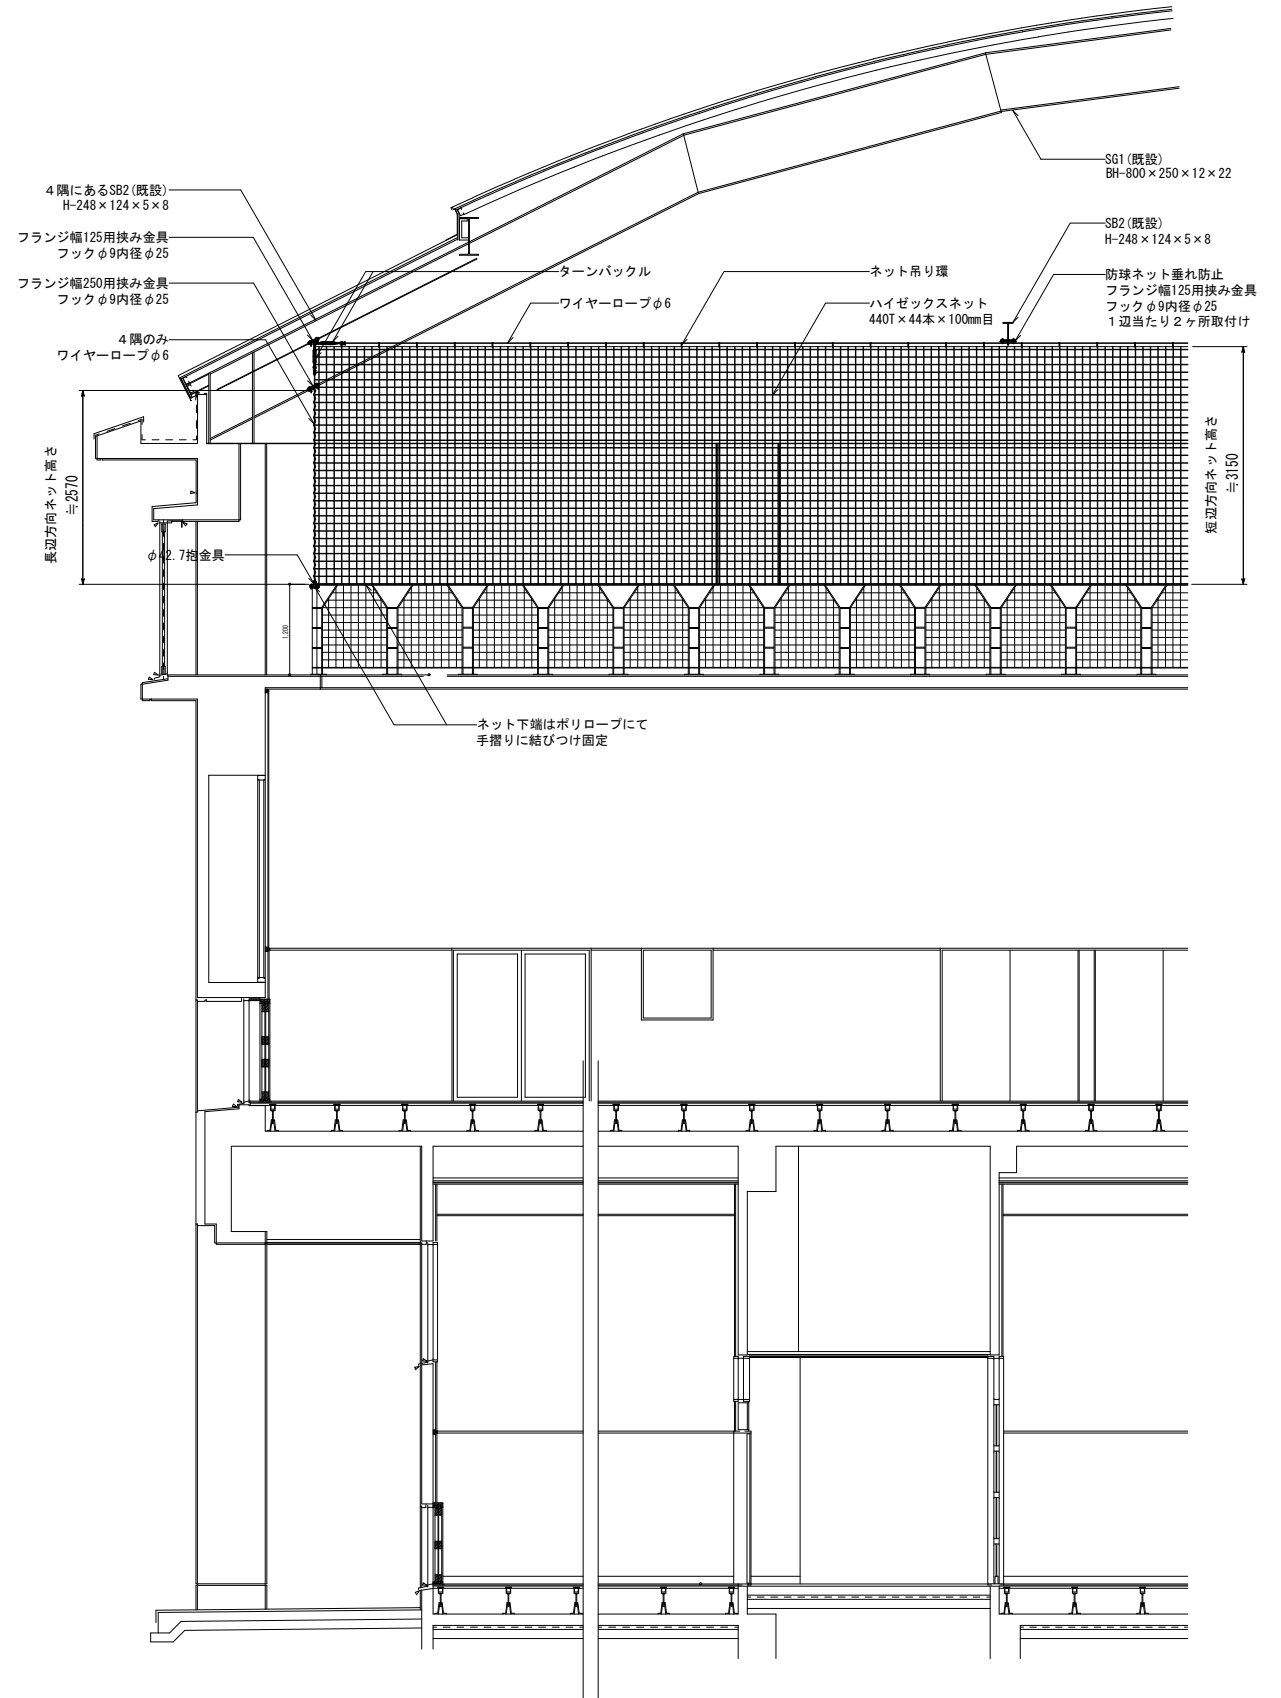 SG1(既設)
BH-800×250×12×22
4隅にあるSB2(既設)
H-248×124×5×8
フランジ幅125用挟み金具
フックφ9内径φ25
フランジ幅250用挟み金具
フックφ9内径φ25
4隅のみ
ワイヤーロープφ6
ターンバックル
ワイヤーロープφ6
ネット吊り環
ハイゼックスネット
440T×44本×100mm目
SB2(既設)
H-248×124×5×8
防球ネット垂れ防止
フランジ幅125用挟み金具
フックφ9内径φ25
1辺当たり2ヶ所取付け
長辺方向ネット高さ
≒2570
短辺方向ネット高さ
≒3150
φ42.7抱金具
1,200
ネット下端はポリロープにて
手摺りに結びつけ固定